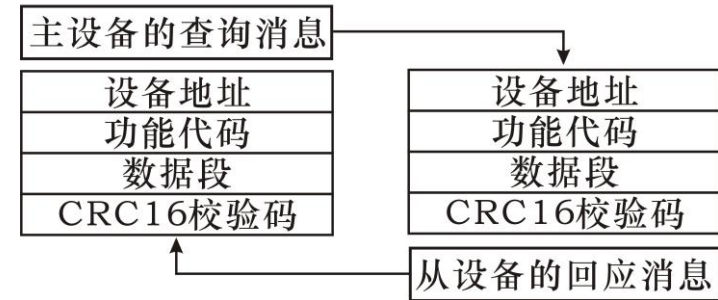 主设备的查询消息
设备地址
功能代码
数据段
CRC16校验码
设备地址
功能代码
数据段
CRC16校验码
从设备的回应消息